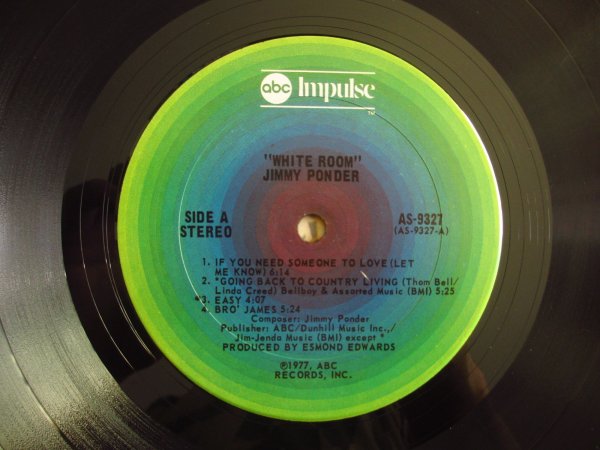 abc Impulse
TM
"WHITE ROOM"
JIMMY PONDER
SIDE A
STEREO
AS-9327
(AS-9327-A)
1. IF YOU NEED SOMEONE TO LOVE (LET
ME KNOW) 6:14
2. *GOING BACK TO COUNTRY LIVING (Thom Bell/
Linda Creed) Bellboy & Assorted Music (BMI) 5:25
*3. EASY 4:07
4. BRO' JAMES 5:24
Composer: Jimmy Ponder
Publisher: ABC/Dunhill Music Inc.,/
Jim-Jenda Music (BMI) except *
PRODUCED BY ESMOND EDWARDS
℗1977, ABC
RECORDS, INC.